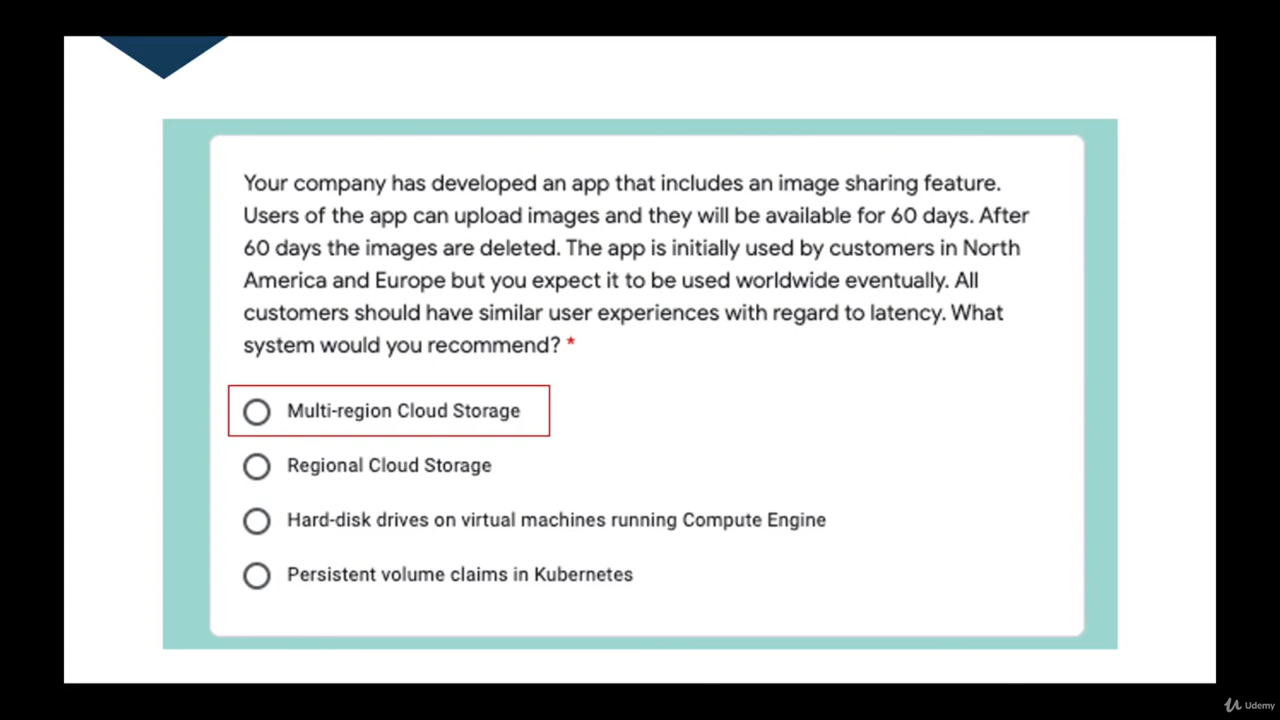 Your company has developed an app that includes an image sharing feature.
Users of the app can upload images and they will be available for 60 days. After
60 days the images are deleted. The app is initially used by customers in North
America and Europe but you expect it to be used worldwide eventually. All
customers should have similar user experiences with regard to latency. What
system would you recommend? *
Multi-region Cloud Storage
Regional Cloud Storage
Hard-disk drives on virtual machines running Compute Engine
Persistent volume claims in Kubernetes
Udemy